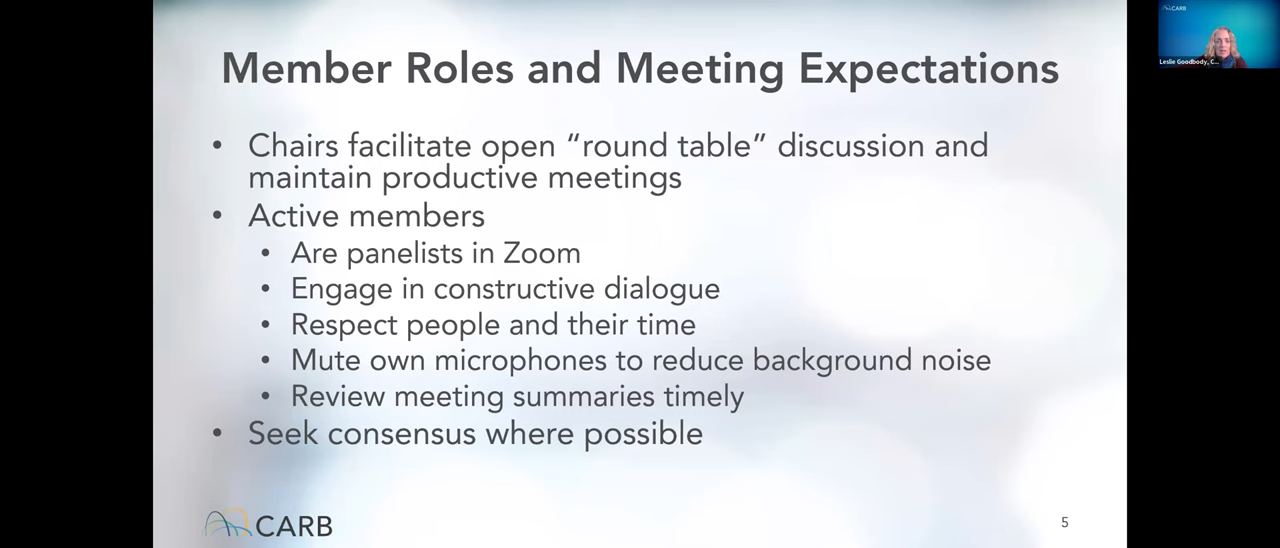 Member Roles and Meeting Expectations
• Chairs facilitate open “round table” discussion and
maintain productive meetings
• Active members
• Are panelists in Zoom
• Engage in constructive dialogue
• Respect people and their time
• Mute own microphones to reduce background noise
• Review meeting summaries timely
• Seek consensus where possible
CARB
5
CARB
Leslie Goodbody, C...